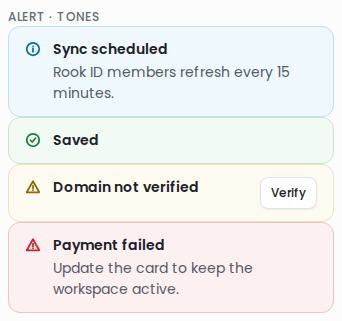 ALERT · TONES
Sync scheduled
Rook ID members refresh every 15
minutes.
Saved
Domain not verified
Verify
Payment failed
Update the card to keep the
workspace active.